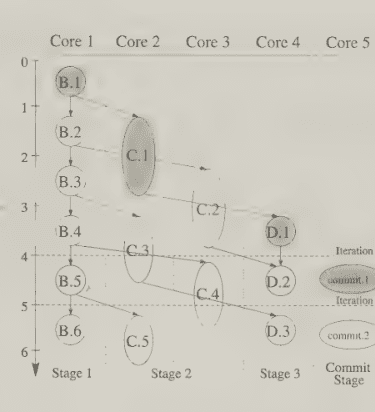 Core 1 Core 2 Core 3 Core 4 Core 5
0
B.1
1
B.2
C.1
2
B.3
C.2
3
D.1
B.4
C.3
Iteration
4
B.5
D.2
commit.1
C.4
Iteration
5
B.6
D.3
commit.2
C.5
6
Stage 1 Stage 2 Stage 3 Commit
Stage